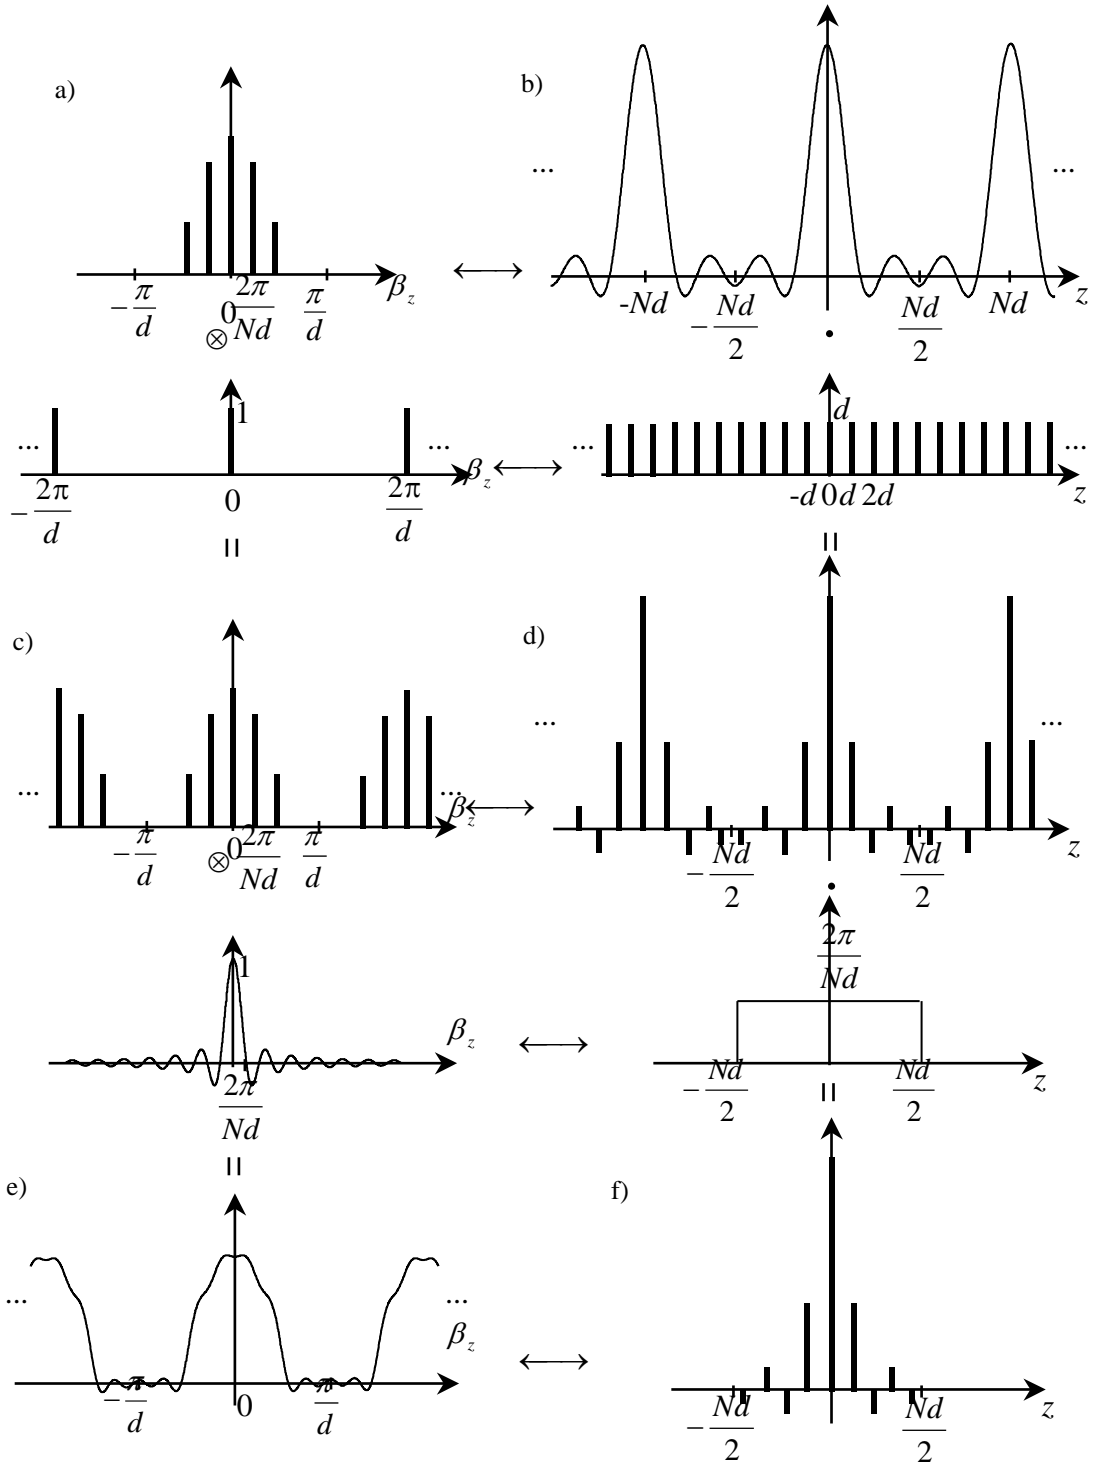 a)
b)
...
...
-π/d
0
2π/Nd
π/d
β_z
⟷
-Nd
-Nd/2
Nd/2
Nd
z
⊗
•
1
d
...
...
β_z
⟷
...
...
-2π/d
0
2π/d
-d 0 d 2d
z
=
=
c)
d)
...
...
β_z
⟷
...
...
-π/d
0
2π/Nd
π/d
-Nd/2
Nd/2
z
⊗
•
1
2π/Nd
β_z
⟷
2π/Nd
-Nd/2
Nd/2
z
=
=
e)
f)
...
...
β_z
⟷
-π/d
0
π/d
-Nd/2
Nd/2
z